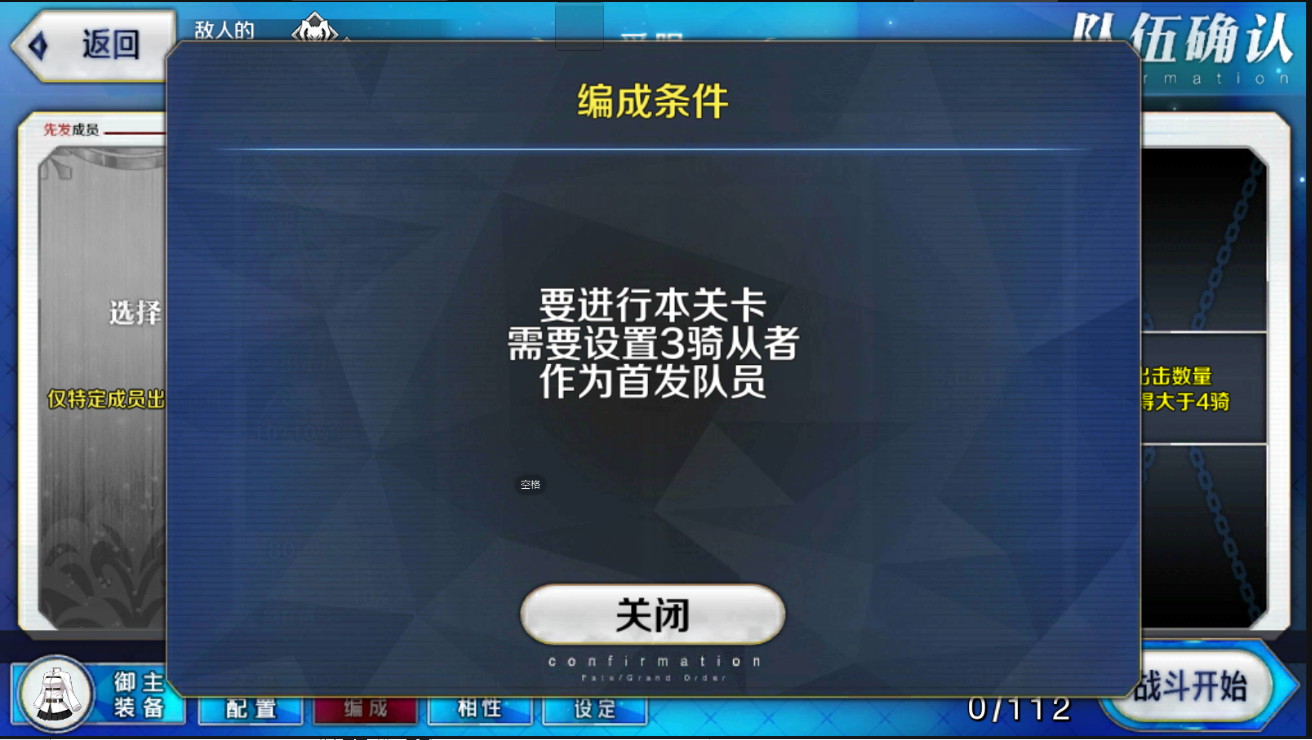 返回
敌人的
队伍确认
rmation
编成条件
先发成员
要进行本关卡
需要设置3骑从者
作为首发队员
选择
仅特定成员出
出击数量
得大于4骑
空格
关闭
confirmation
Fate/Grand Order
御主
装备
配置
编成
相性
设定
0/112
战斗开始